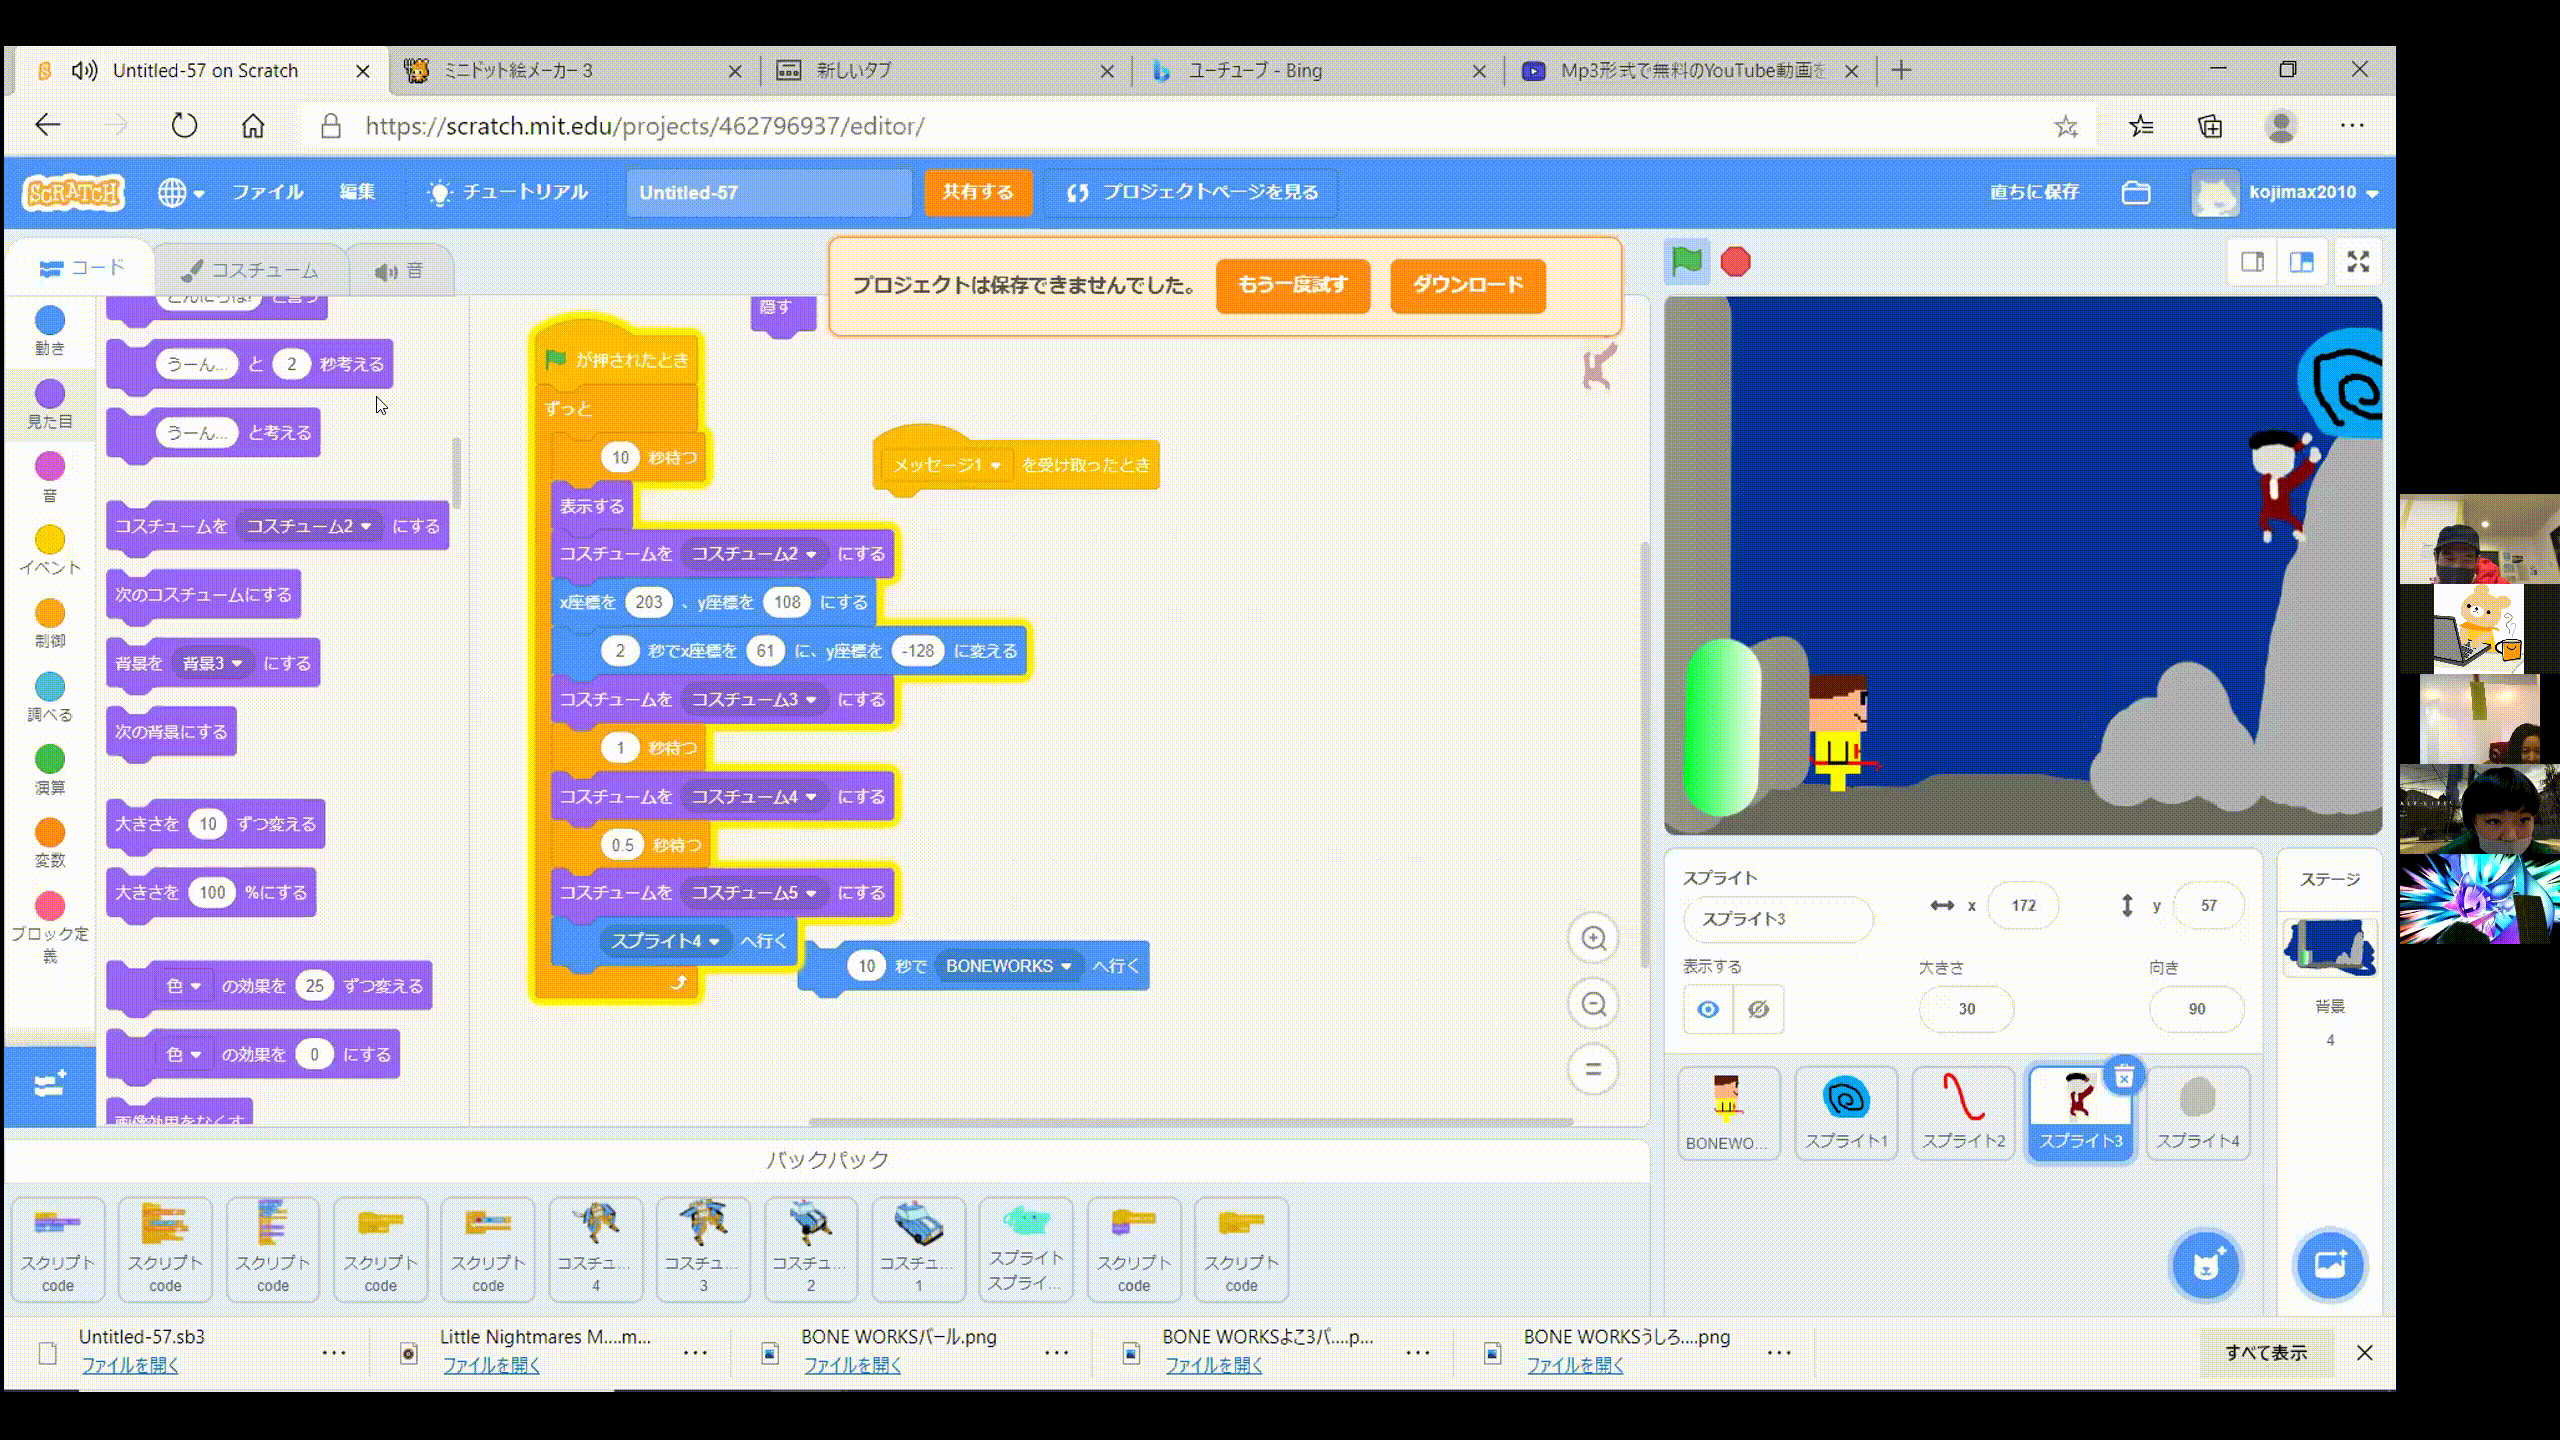 Untitled-57 on Scratch
ミニドット絵メーカー 3
新しいタブ
ユーチューブ - Bing
Mp3形式で無料のYouTube動画を
https://scratch.mit.edu/projects/462796937/editor/
SCRATCH
ファイル
編集
チュートリアル
Untitled-57
共有する
プロジェクトページを見る
直ちに保存
kojimax2010
コード
コスチューム
音
プロジェクトは保存できませんでした。
もう一度試す
ダウンロード
動き
見た目
音
イベント
制御
調べる
演算
変数
ブロック定
義
こんにちは! と言う
うーん... と 2 秒考える
うーん... と考える
コスチュームを コスチューム2 にする
次のコスチュームにする
背景を 背景3 にする
次の背景にする
大きさを 10 ずつ変える
大きさを 100 %にする
色 の効果を 25 ずつ変える
色 の効果を 0 にする
画像効果をなくす
隠す
が押されたとき
ずっと
10 秒待つ
表示する
コスチュームを コスチューム2 にする
x座標を 203 、y座標を 108 にする
2 秒でx座標を 61 に、y座標を -128 に変える
コスチュームを コスチューム3 にする
1 秒待つ
コスチュームを コスチューム4 にする
0.5 秒待つ
コスチュームを コスチューム5 にする
スプライト4 へ行く
メッセージ1 を受け取ったとき
10 秒で BONEWORKS へ行く
スプライト
スプライト3
x 172
y 57
表示する
大きさ
30
向き
90
ステージ
背景
4
BONEWO...
スプライト1
スプライト2
スプライト3
スプライト4
バックパック
スクリプト
code
スクリプト
code
スクリプト
code
スクリプト
code
スクリプト
code
コスチュ...
4
コスチュ...
3
コスチュ...
2
コスチュ...
1
スプライト
スプライ...
スクリプト
code
スクリプト
code
Untitled-57.sb3
ファイルを開く
Little Nightmares M....m...
ファイルを開く
BONE WORKSバール.png
ファイルを開く
BONE WORKSよこ3パ....p...
ファイルを開く
BONE WORKSうしろ....png
ファイルを開く
すべて表示